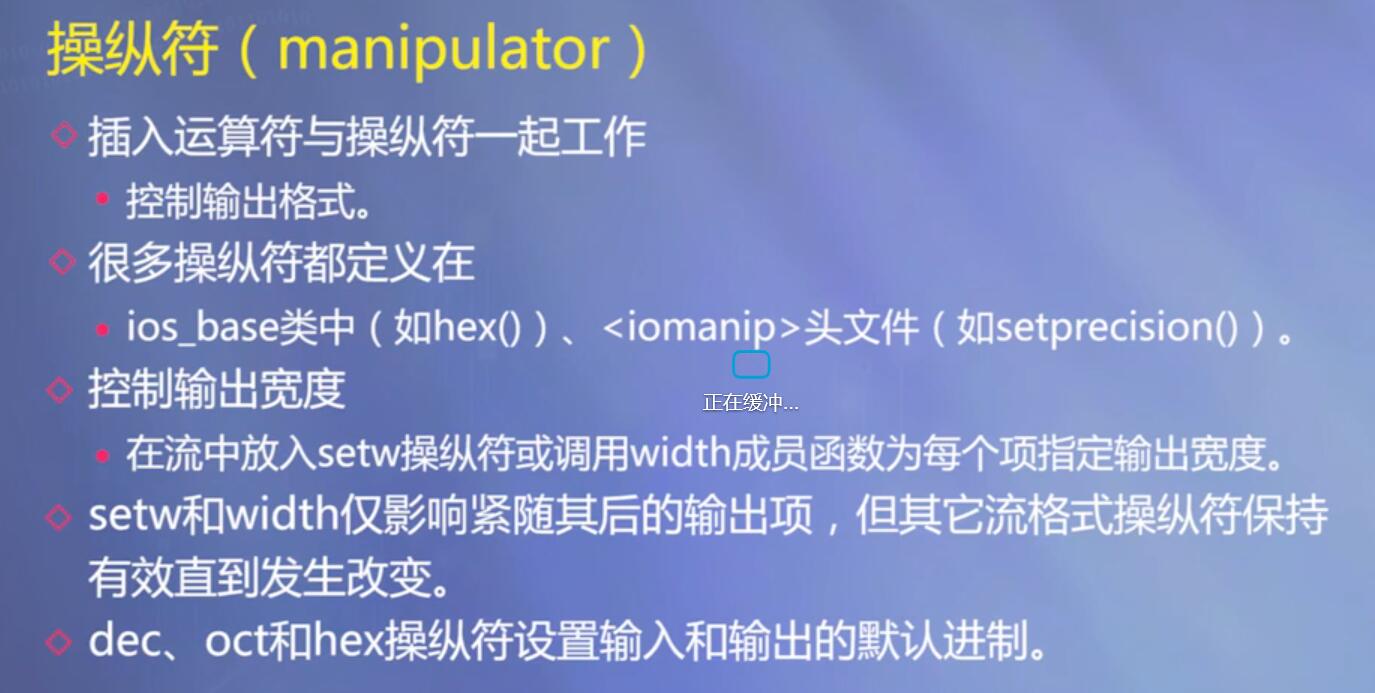 操纵符（manipulator）
插入运算符与操纵符一起工作
控制输出格式。
很多操纵符都定义在
ios_base类中（如hex()）、<iomanip>头文件（如setprecision()）。
正在缓冲...
控制输出宽度
在流中放入setw操纵符或调用width成员函数为每个项指定输出宽度。
setw和width仅影响紧随其后的输出项，但其它流格式操纵符保持
有效直到发生改变。
dec、oct和hex操纵符设置输入和输出的默认进制。